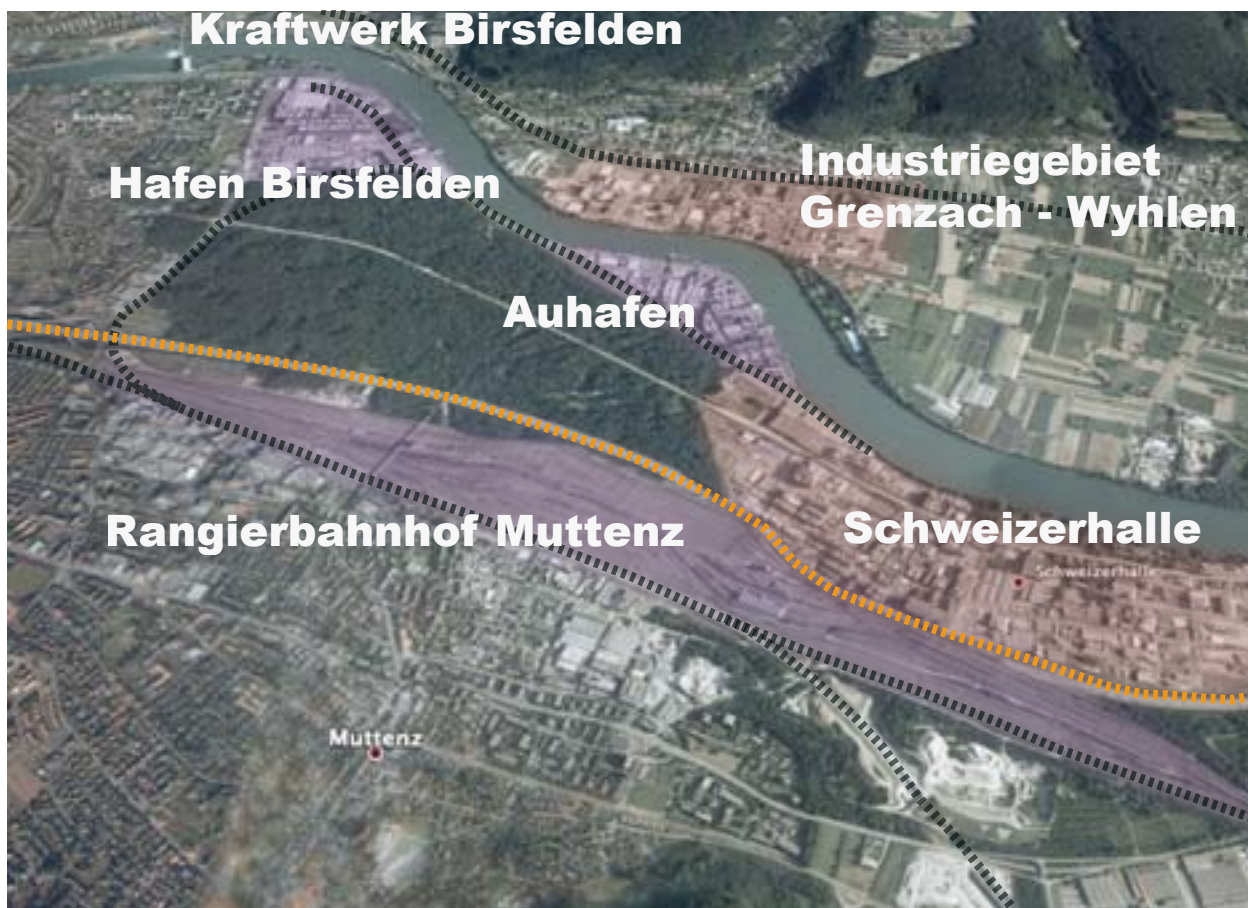 Kraftwerk Birsfelden
Industriegebiet
Grenzach - Wyhlen
Hafen Birsfelden
Auhafen
Rangierbahnhof Muttenz
Schweizerhalle
Schweizerhalle
Muttenz